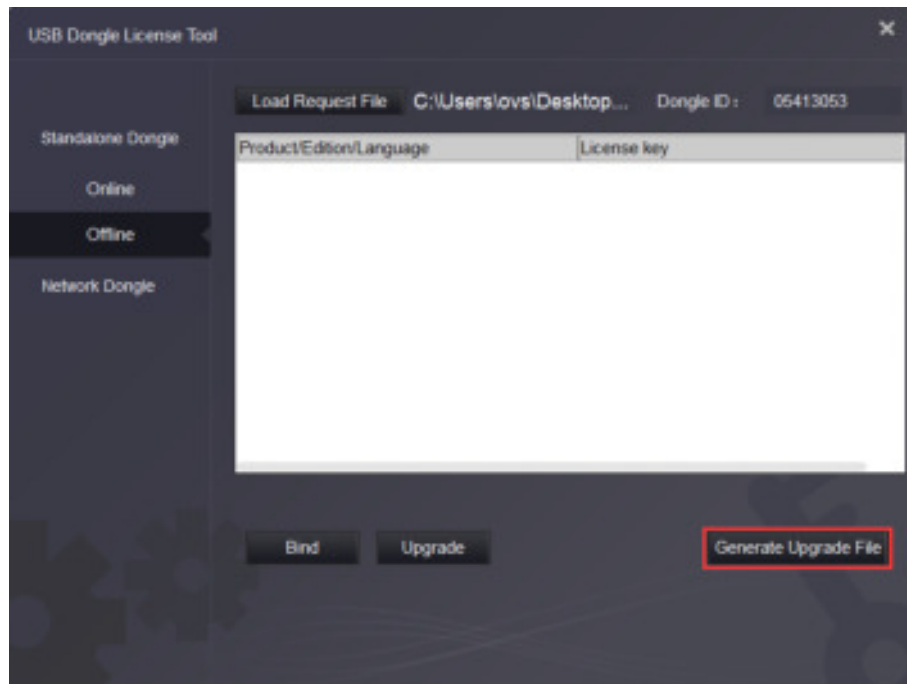 USB Dongle License Tool
Load Request File C:\Users\ovs\Desktop... Dongle ID : 05413053
Standalone Dongle
Product/Edition/Language License key
Online
Offline
Network Dongle
Bind Upgrade Generate Upgrade File